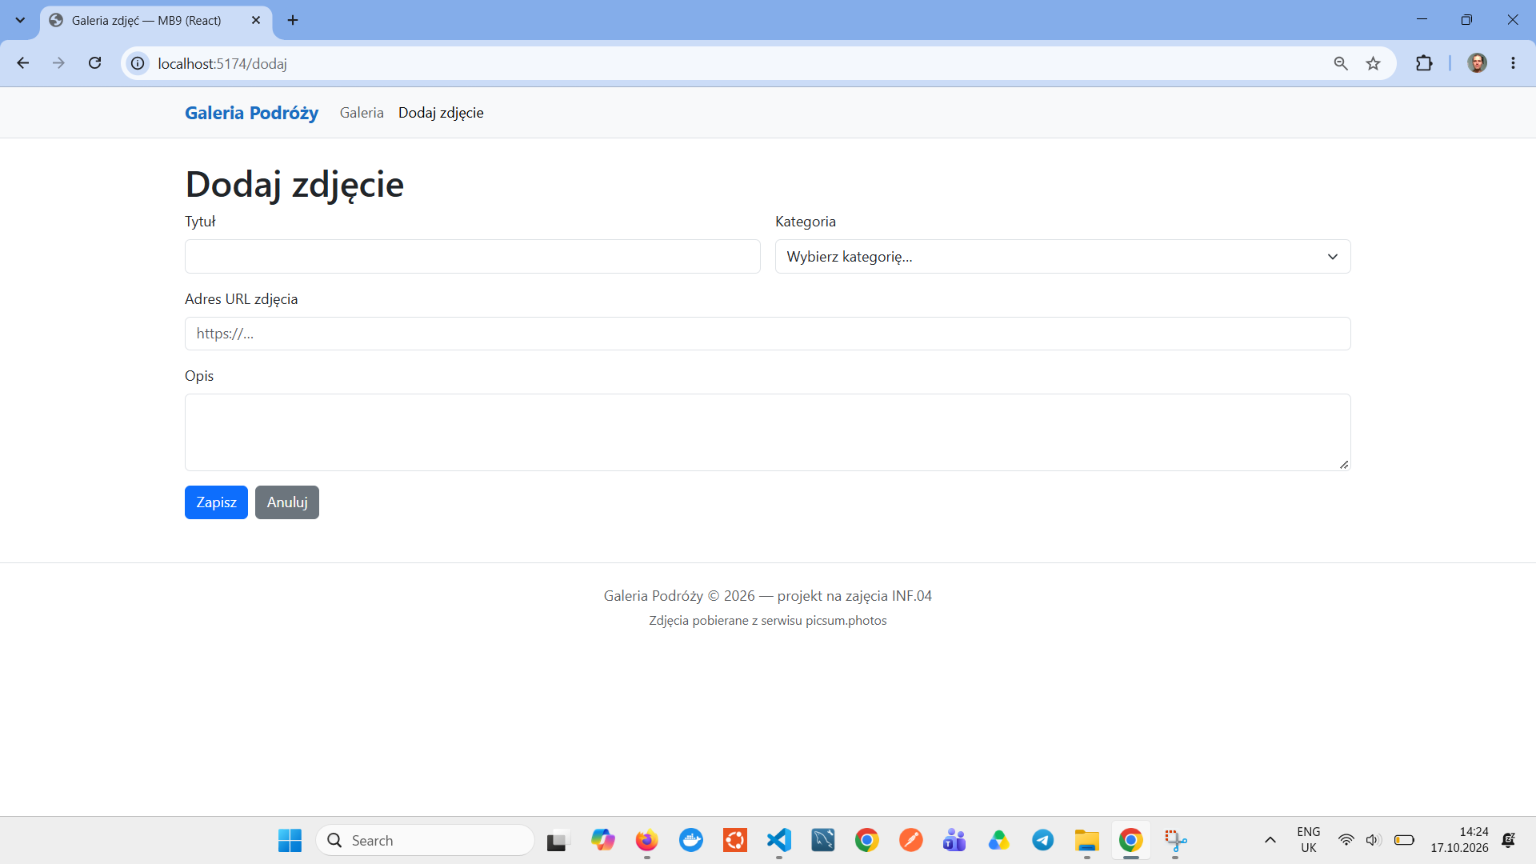 Galeria zdjęć — MB9 (React)
localhost:5174/dodaj
Galeria Podróży Galeria Dodaj zdjęcie
Dodaj zdjęcie
Tytuł Kategoria
Wybierz kategorię...
Adres URL zdjęcia
https://...
Opis
Zapisz Anuluj
Galeria Podróży © 2026 — projekt na zajęcia INF.04
Zdjęcia pobierane z serwisu picsum.photos
Search
ENG
UK
14:24
17.10.2026